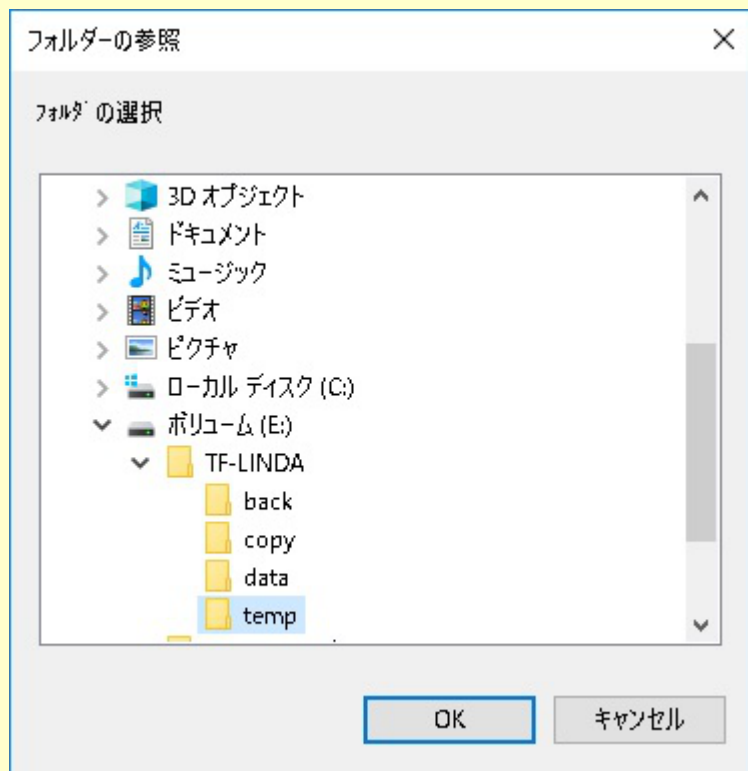 フォルダーの参照
ﾌｫﾙﾀﾞの選択
3D オブジェクト
ドキュメント
ミュージック
ビデオ
ピクチャ
ローカル ディスク (C:)
ボリューム (E:)
TF-LINDA
back
copy
data
temp
OK
キャンセル